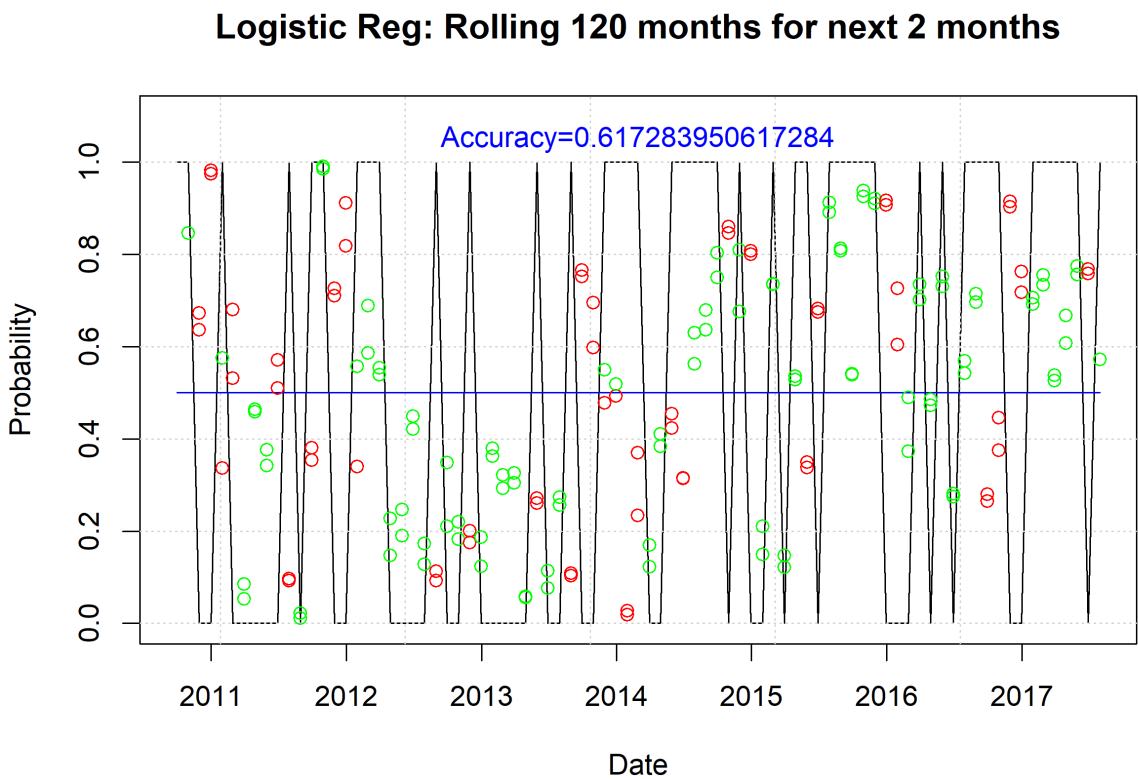 Logistic Reg: Rolling 120 months for next 2 months
Accuracy=0.617283950617284
Probability
1.0
0.8
0.6
0.4
0.2
0.0
2011 2012 2013 2014 2015 2016 2017
Date